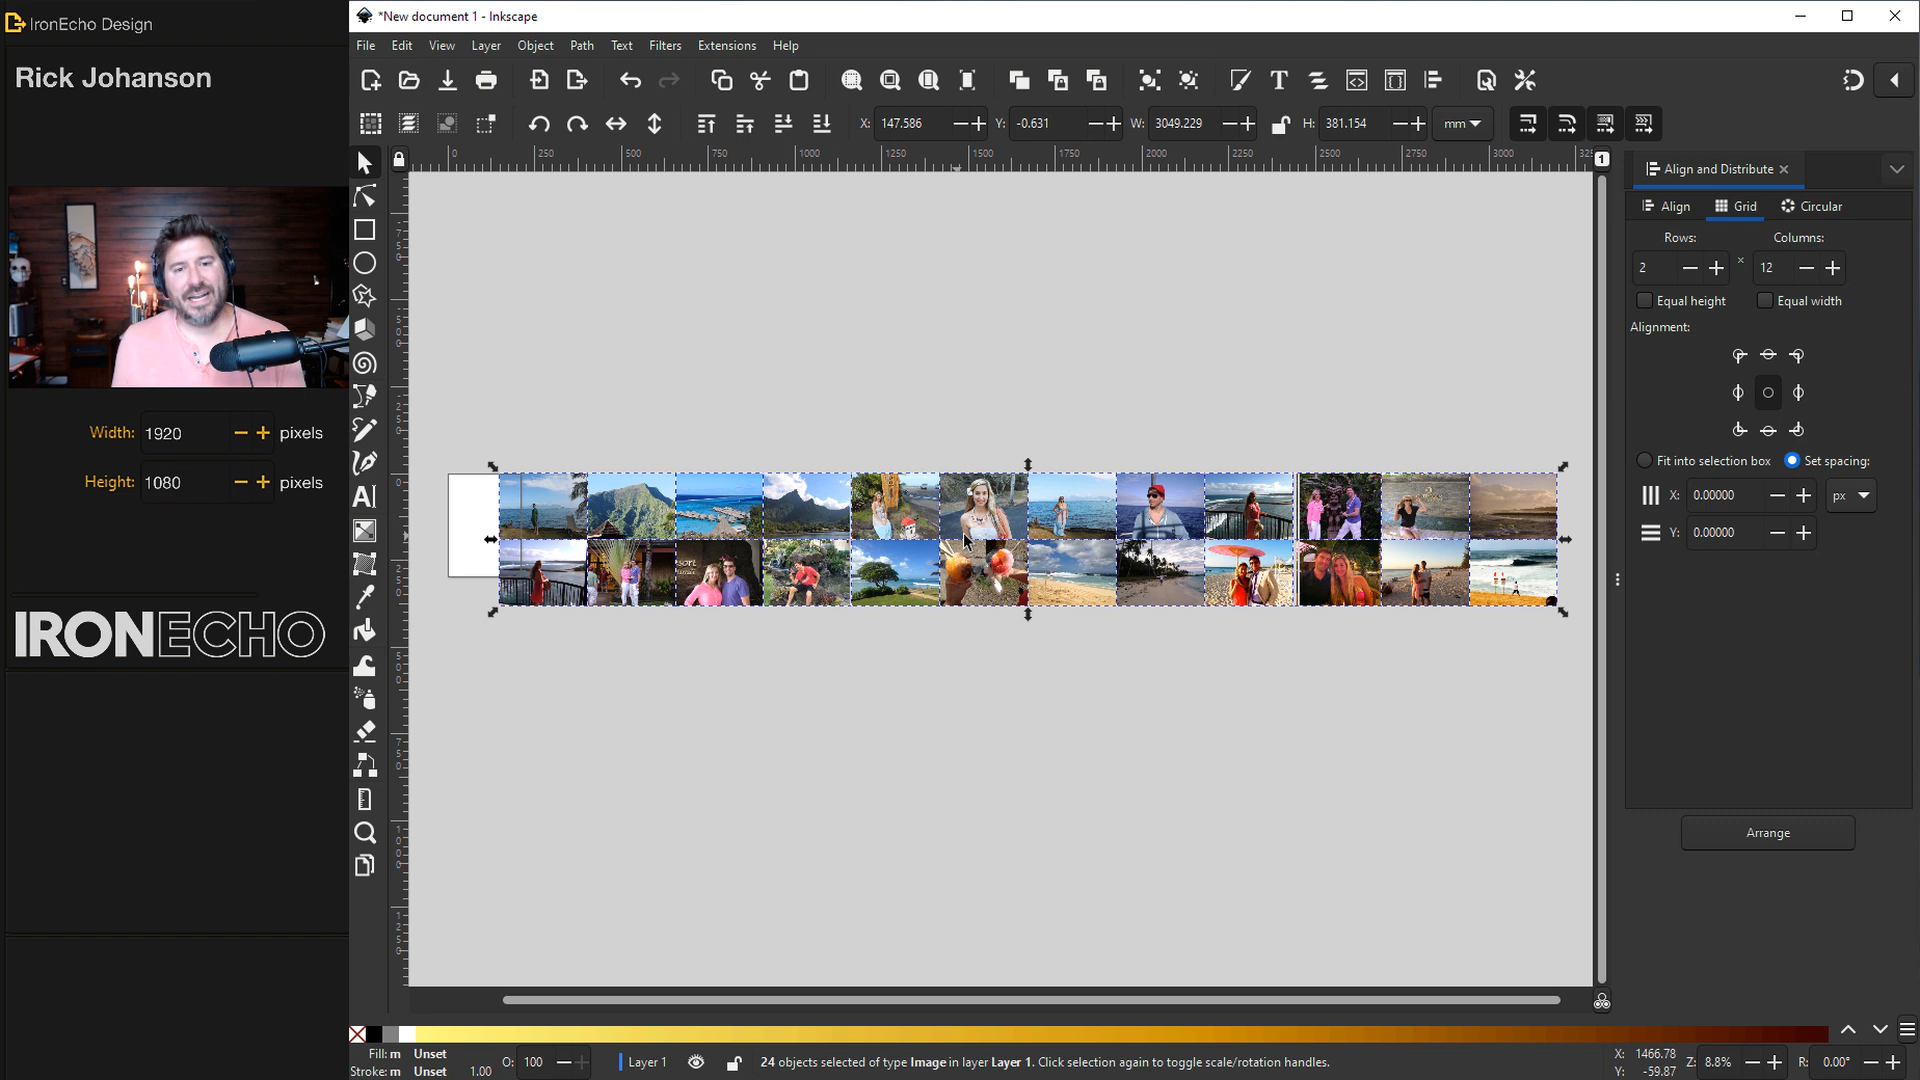 IronEcho Design
Rick Johanson
Width: 1920 pixels
Height: 1080 pixels
IRONECHO
*New document 1 - Inkscape
File Edit View Layer Object Path Text Filters Extensions Help
X: 147.586 Y: -0.631 W: 3049.229 H: 381.154 mm
0 250 500 750 1000 1250 1500 1750 2000 2250 2500 2750 3000
1
Align and Distribute
Align Grid Circular
Rows: Columns:
2 × 12
Equal height Equal width
Alignment:
Fit into selection box Set spacing:
X: 0.00000 px
Y: 0.00000
Arrange
Fill: m Unset
Stroke: m Unset 1.00
O: 100
Layer 1
24 objects selected of type Image in layer Layer 1. Click selection again to toggle scale/rotation handles.
X: 1466.78
Y: -59.87
Z: 8.8%
R: 0.00°